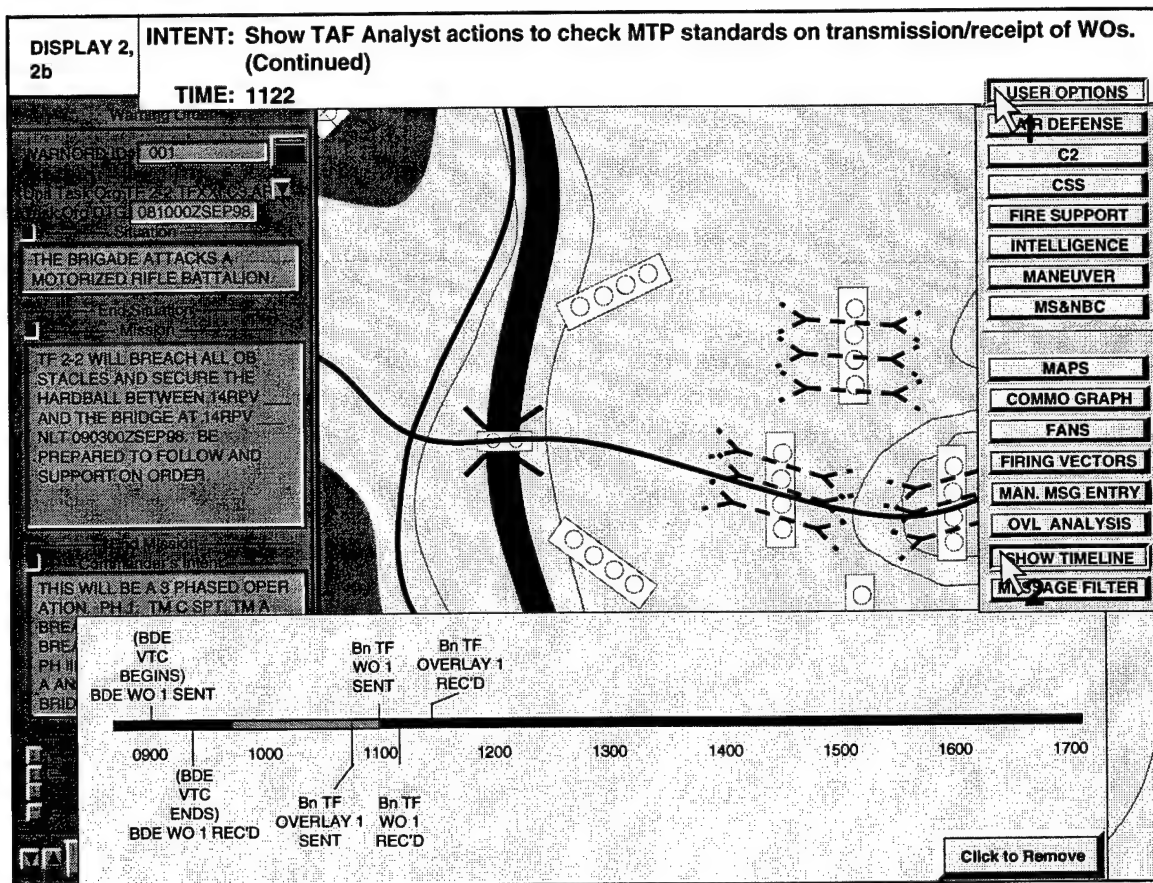 DISPLAY 2,
2b
INTENT: Show TAF Analyst actions to check MTP standards on transmission/receipt of WOs.
(Continued)
TIME: 1122
Warning Order
WARNORD ID: 001
081000ZSEP98
Situation
THE BRIGADE ATTACKS A
MOTORIZED RIFLE BATTALION
End Situation
Mission
TF 2-2 WILL BREACH ALL OB
STACLES AND SECURE THE
HARDBALL BETWEEN 14RPV
AND THE BRIDGE AT 14RPV
NLT 090300ZSEP98. BE
PREPARED TO FOLLOW AND
SUPPORT ON ORDER
End Mission
Commander's Intent
THIS WILL BE A 3 PHASED OPER
ATION. PH 1, TM C SPT, TM A
USER OPTIONS
1
AIR DEFENSE
C2
CSS
FIRE SUPPORT
INTELLIGENCE
MANEUVER
MS&NBC
MAPS
COMMO GRAPH
FANS
FIRING VECTORS
MAN. MSG ENTRY
OVL ANALYSIS
SHOW TIMELINE
2
MESSAGE FILTER
(BDE
VTC
BEGINS)
BDE WO 1 SENT
Bn TF
WO 1
SENT
Bn TF
OVERLAY 1
REC'D
0900 1000 1100 1200 1300 1400 1500 1600 1700
(BDE
VTC
ENDS)
BDE WO 1 REC'D
Bn TF
OVERLAY 1
SENT
Bn TF
WO 1
REC'D
Click to Remove